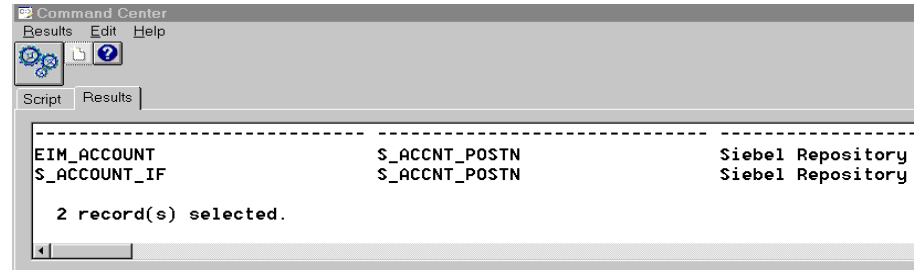 Command Center
Results Edit Help
Script Results
------------------------------ ------------------------------ ------------------
EIM_ACCOUNT S_ACCNT_POSTN Siebel Repository
S_ACCOUNT_IF S_ACCNT_POSTN Siebel Repository
2 record(s) selected.